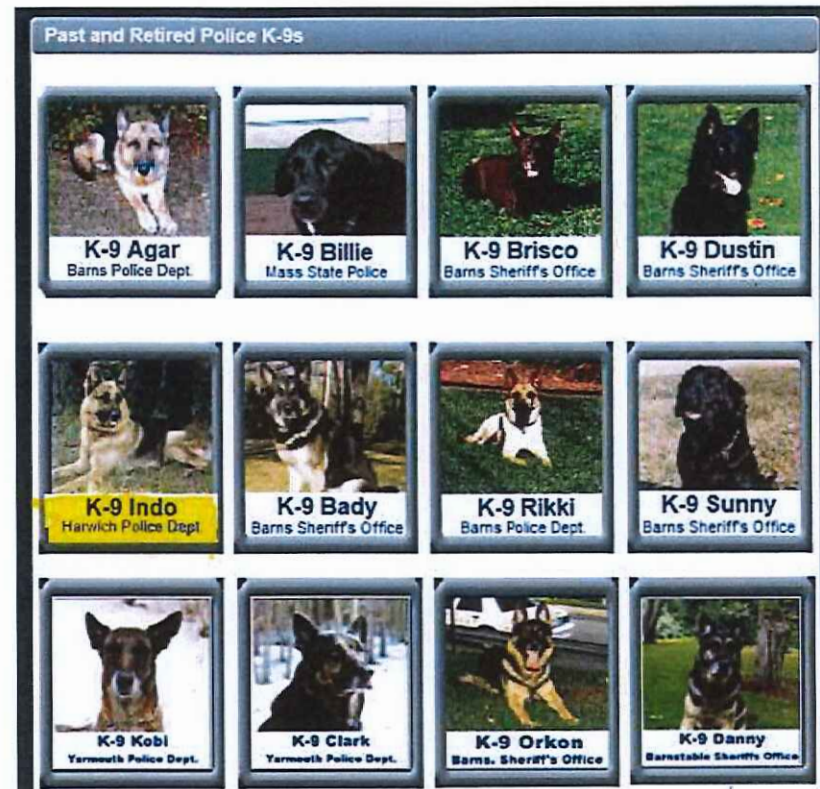 Past and Retired Police K-9s
K-9 Agar
Barns Police Dept.
K-9 Billie
Mass State Police
K-9 Brisco
Barns Sheriff's Office
K-9 Dustin
Barns Sheriff's Office
K-9 Indo
Harwich Police Dept
K-9 Bady
Barns Sheriff's Office
K-9 Rikki
Barns Police Dept.
K-9 Sunny
Barns Sheriff's Office
K-9 Kobi
Yarmouth Police Dept.
K-9 Clark
Yarmouth Police Dept.
K-9 Orkon
Barns. Sheriff's Office
K-9 Danny
Barnstable Sheriffs Office